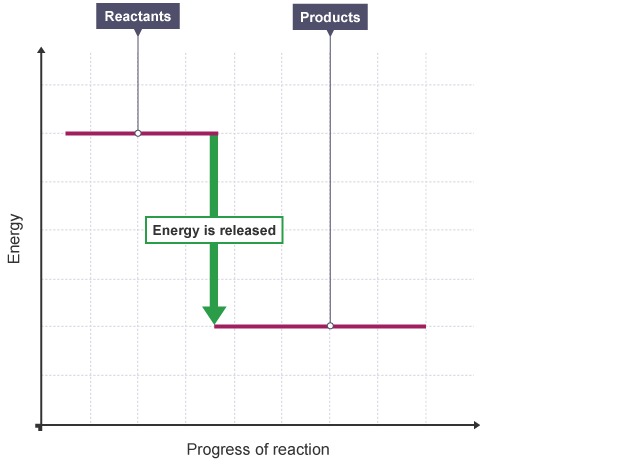 Reactants
Products
Energy
Energy is released
Progress of reaction